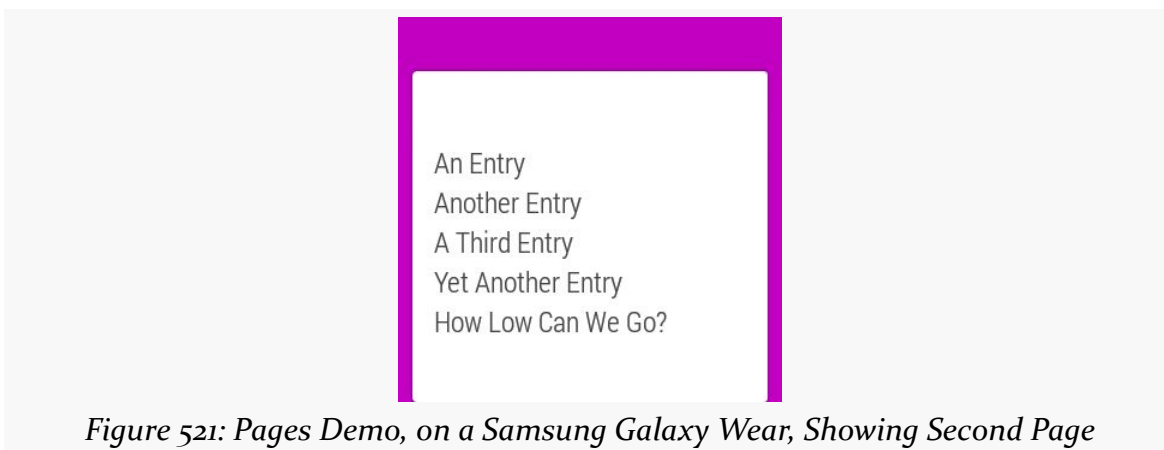 An Entry
Another Entry
A Third Entry
Yet Another Entry
How Low Can We Go?
Figure 521: Pages Demo, on a Samsung Galaxy Wear, Showing Second Page